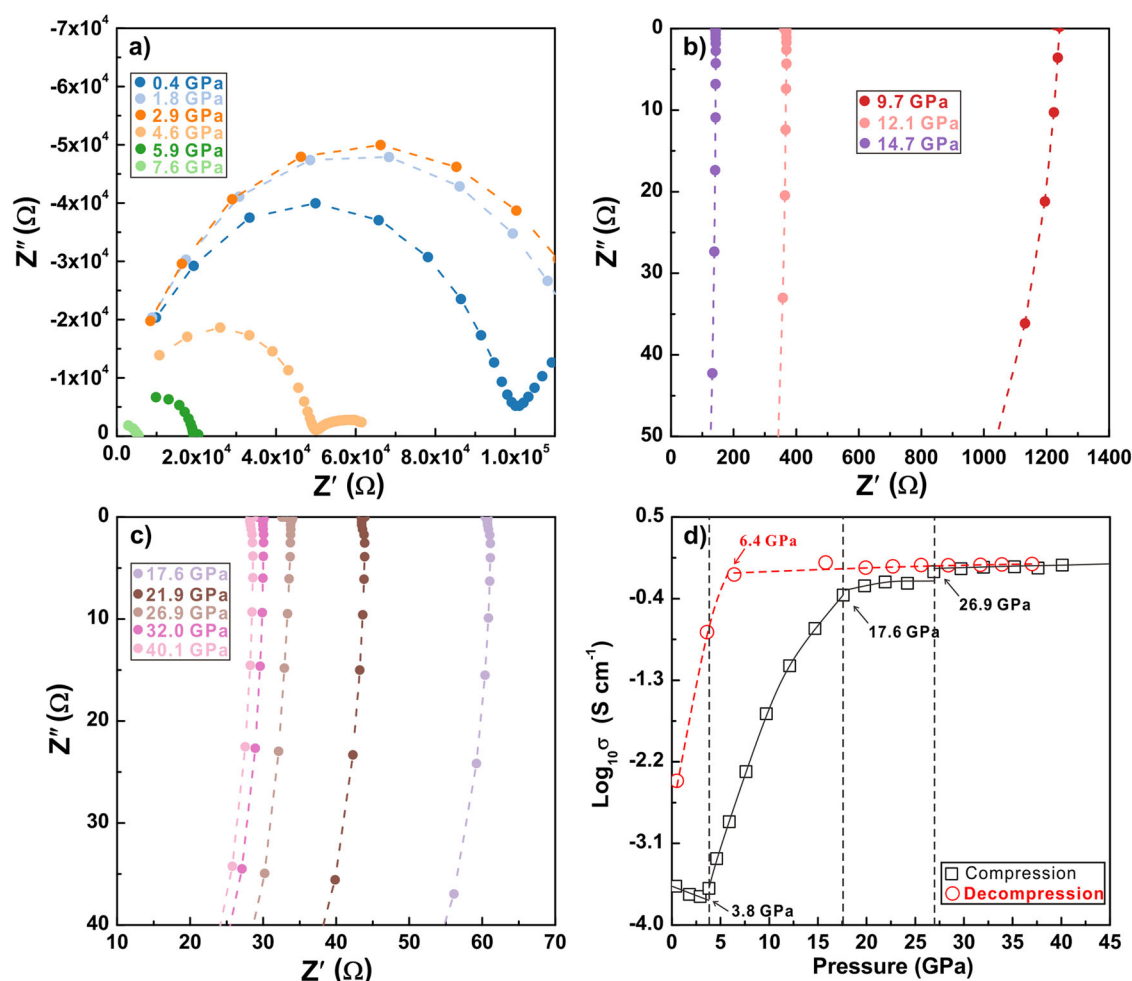 a)
-7x10⁴
-6x10⁴
-5x10⁴
-4x10⁴
-3x10⁴
-2x10⁴
-1x10⁴
0
Z″ (Ω)
0.4 GPa
1.8 GPa
2.9 GPa
4.6 GPa
5.9 GPa
7.6 GPa
0.0 2.0x10⁴ 4.0x10⁴ 6.0x10⁴ 8.0x10⁴ 1.0x10⁵
Z′ (Ω)
b)
0
10
20
30
40
50
Z″ (Ω)
9.7 GPa
12.1 GPa
14.7 GPa
0 200 400 600 800 1000 1200 1400
Z′ (Ω)
c)
0
10
20
30
40
Z″ (Ω)
17.6 GPa
21.9 GPa
26.9 GPa
32.0 GPa
40.1 GPa
10 20 30 40 50 60 70
Z′ (Ω)
d)
0.5
-0.4
-1.3
-2.2
-3.1
-4.0
Log₁₀σ (S cm⁻¹)
6.4 GPa
26.9 GPa
17.6 GPa
3.8 GPa
Compression
Decompression
0 5 10 15 20 25 30 35 40 45
Pressure (GPa)